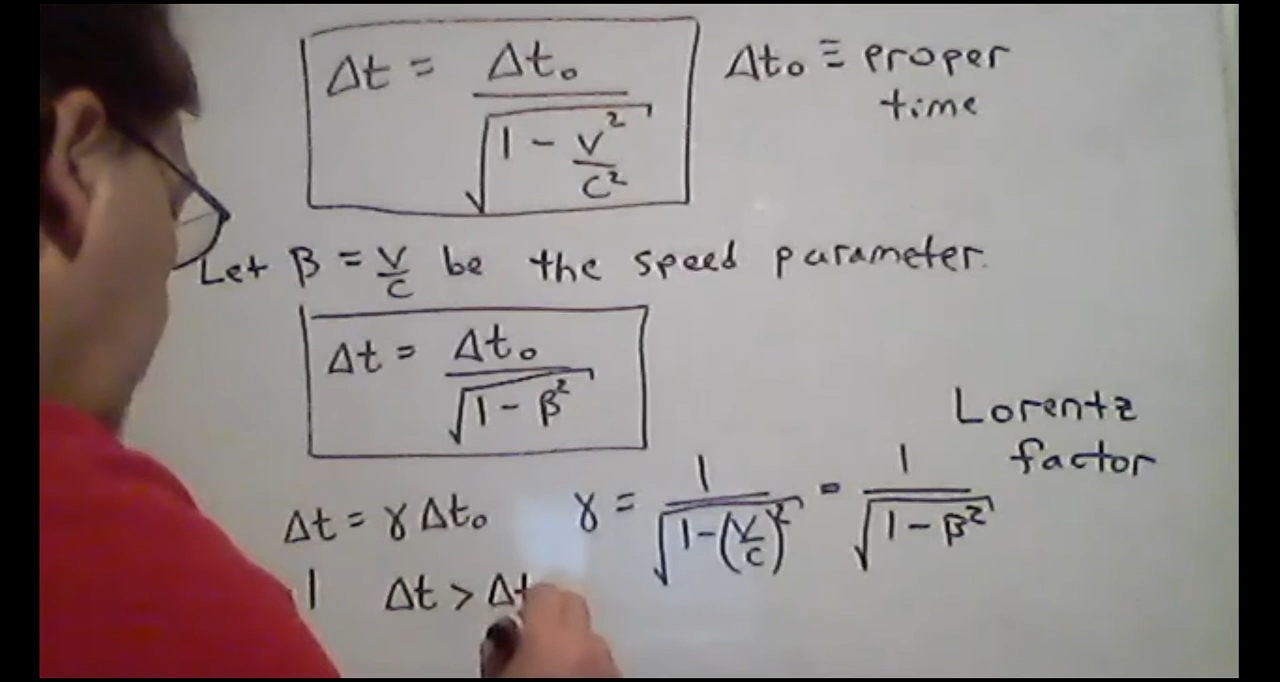 Δt = Δt₀ / √(1 - v²/c²)   Δt₀ ≡ proper time
Let β = v/c be the speed parameter.
Δt = Δt₀ / √(1 - β²)
Lorentz factor
Δt = γ Δt₀   γ = 1 / √(1 - (v/c)²) = 1 / √(1 - β²)
1   Δt > Δt